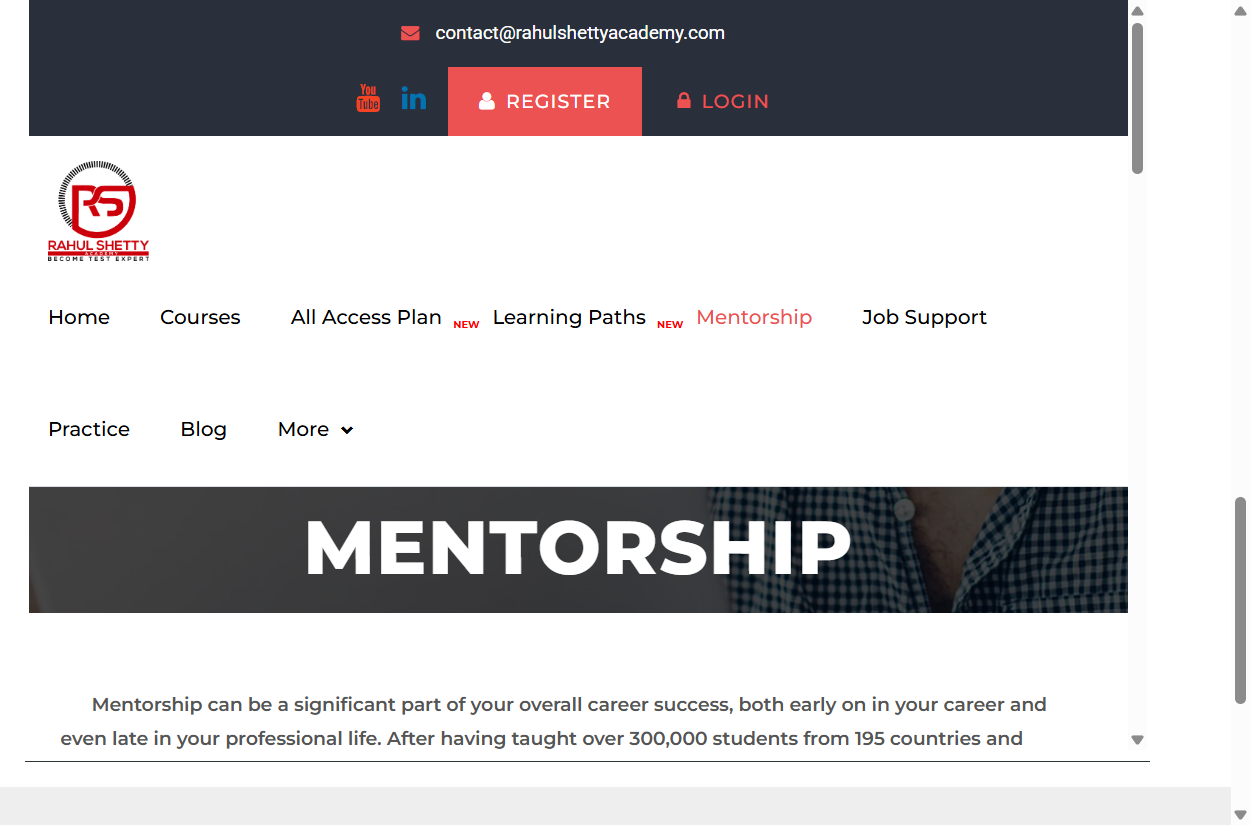 contact@rahulshettyacademy.com
You Tube in REGISTER LOGIN
RS
RAHUL SHETTY
ACADEMY
BECOME TEST EXPERT
Home Courses All Access Plan NEW Learning Paths NEW Mentorship Job Support
Practice Blog More
MENTORSHIP
Mentorship can be a significant part of your overall career success, both early on in your career and
even late in your professional life. After having taught over 300,000 students from 195 countries and